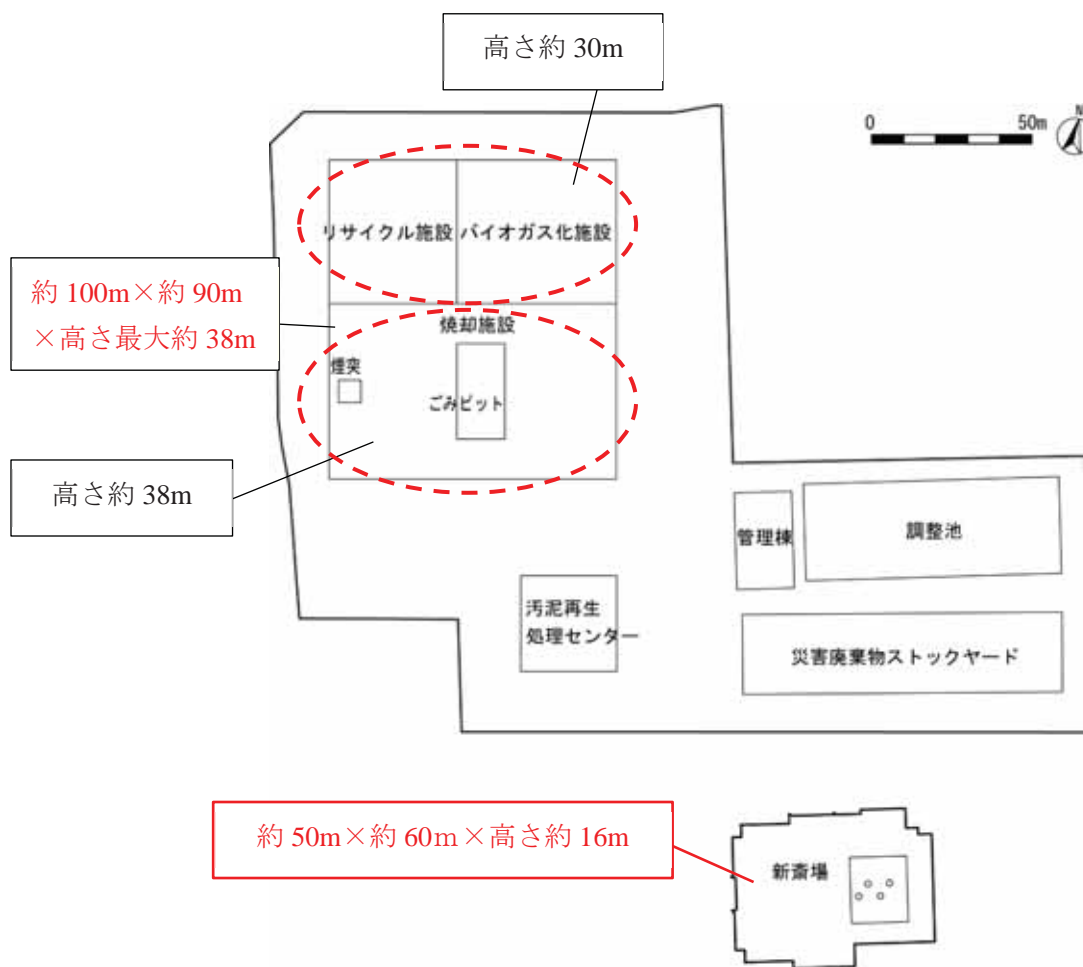 高さ約 30m
0
50m
N
リサイクル施設
バイオガス化施設
約 100m×約 90m
×高さ最大約 38m
焼却施設
煙突
ごみピット
高さ約 38m
管理棟
調整池
汚泥再生
処理センター
災害廃棄物ストックヤード
約 50m×約 60m×高さ約 16m
新斎場